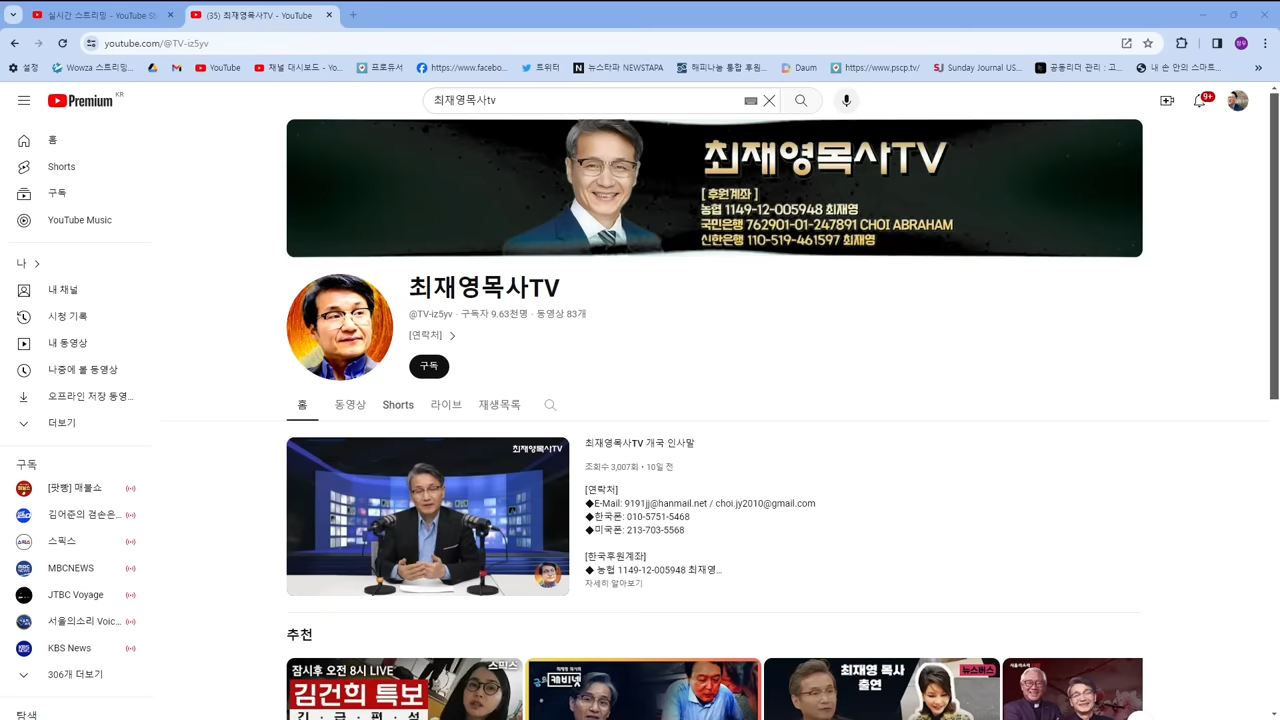 실시간 스트리밍 - YouTube St
(35) 최재영목사TV - YouTube
youtube.com/@TV-iz5yv
설정
Wowza 스트리밍...
YouTube
채널 대시보드 - Yo...
프로듀서
https://www.facebo...
트위터
뉴스타파 NEWSTAPA
해피나눔 통합 후원...
Daum
https://www.pscp.tv/
Sunday Journal US...
공동리더 관리 : 고...
내 손 안의 스마트...
Premium KR
최재영목사tv
9+
홈
Shorts
구독
YouTube Music
나
내 채널
시청 기록
내 동영상
나중에 볼 동영상
오프라인 저장 동영...
더보기
구독
[팟빵] 매불쇼
김어준의 겸손은...
스픽스
MBCNEWS
JTBC Voyage
서울의소리 Voic...
KBS News
306개 더보기
탐색
최재영목사TV
[ 후원계좌 ]
농협 1149-12-005948 최재영
국민은행 762901-01-247891 CHOI ABRAHAM
신한은행 110-519-461597 최재영
최재영목사TV
@TV-iz5yv · 구독자 9.63천명 · 동영상 83개
[연락처]
구독
홈 동영상 Shorts 라이브 재생목록
최재영목사TV
최재영목사TV 개국 인사말
조회수 3,007회 • 10일 전
[연락처]
◆E-Mail: 9191jj@hanmail.net / choi.jy2010@gmail.com
◆한국폰: 010-5751-5468
◆미국폰: 213-703-5568
[한국후원계좌]
◆ 농협 1149-12-005948 최재영...
자세히 알아보기
추천
잠시후 오전 8시 LIVE
스픽스
김건희 특보
긴 · 급 · 편 · 성
캐비넷
최재영 목사
출연
뉴스버스